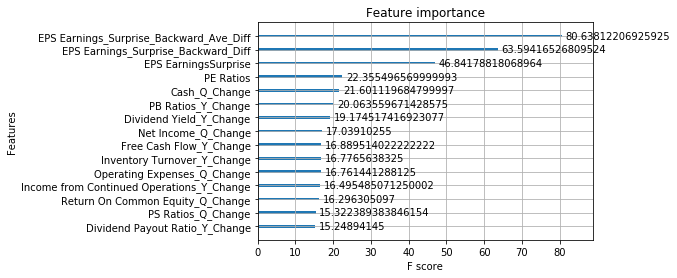 Feature importance
Features
EPS Earnings_Surprise_Backward_Ave_Diff 80.63812206925925
EPS Earnings_Surprise_Backward_Diff 63.59416526809524
EPS EarningsSurprise 46.84178818068964
PE Ratios 22.355496569999993
Cash_Q_Change 21.601119684799997
PB Ratios_Y_Change 20.063559671428575
Dividend Yield_Y_Change 19.174517416923077
Net Income_Q_Change 17.03910255
Free Cash Flow_Y_Change 16.889514022222222
Inventory Turnover_Y_Change 16.7765638325
Operating Expenses_Q_Change 16.761441288125
Income from Continued Operations_Y_Change 16.495485071250002
Return On Common Equity_Q_Change 16.296305097
PS Ratios_Q_Change 15.322389383846154
Dividend Payout Ratio_Y_Change 15.24894145
0 10 20 30 40 50 60 70 80
F score